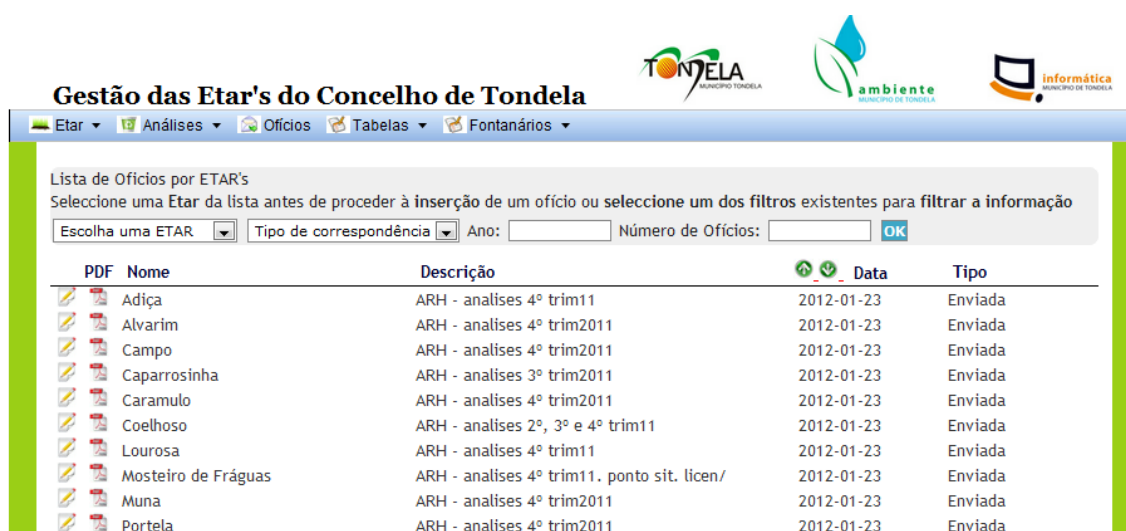 TONDELA
MUNICÍPIO TONDELA
ambiente
MUNICÍPIO DE TONDELA
informática
MUNICÍPIO DE TONDELA
Gestão das Etar's do Concelho de Tondela
Etar Análises Ofícios Tabelas Fontanários
Lista de Oficios por ETAR's
Seleccione uma Etar da lista antes de proceder à inserção de um ofício ou seleccione um dos filtros existentes para filtrar a informação
Escolha uma ETAR Tipo de correspondência Ano: Número de Ofícios: OK
PDF Nome Descrição Data Tipo
Adiça ARH - analises 4º trim11 2012-01-23 Enviada
Alvarim ARH - analises 4º trim2011 2012-01-23 Enviada
Campo ARH - analises 4º trim2011 2012-01-23 Enviada
Caparrosinha ARH - analises 3º trim2011 2012-01-23 Enviada
Caramulo ARH - analises 4º trim2011 2012-01-23 Enviada
Coelhoso ARH - analises 2º, 3º e 4º trim11 2012-01-23 Enviada
Lourosa ARH - analises 4º trim11 2012-01-23 Enviada
Mosteiro de Fráguas ARH - analises 4º trim11. ponto sit. licen/ 2012-01-23 Enviada
Muna ARH - analises 4º trim2011 2012-01-23 Enviada
Portela ARH - analises 4º trim2011 2012-01-23 Enviada